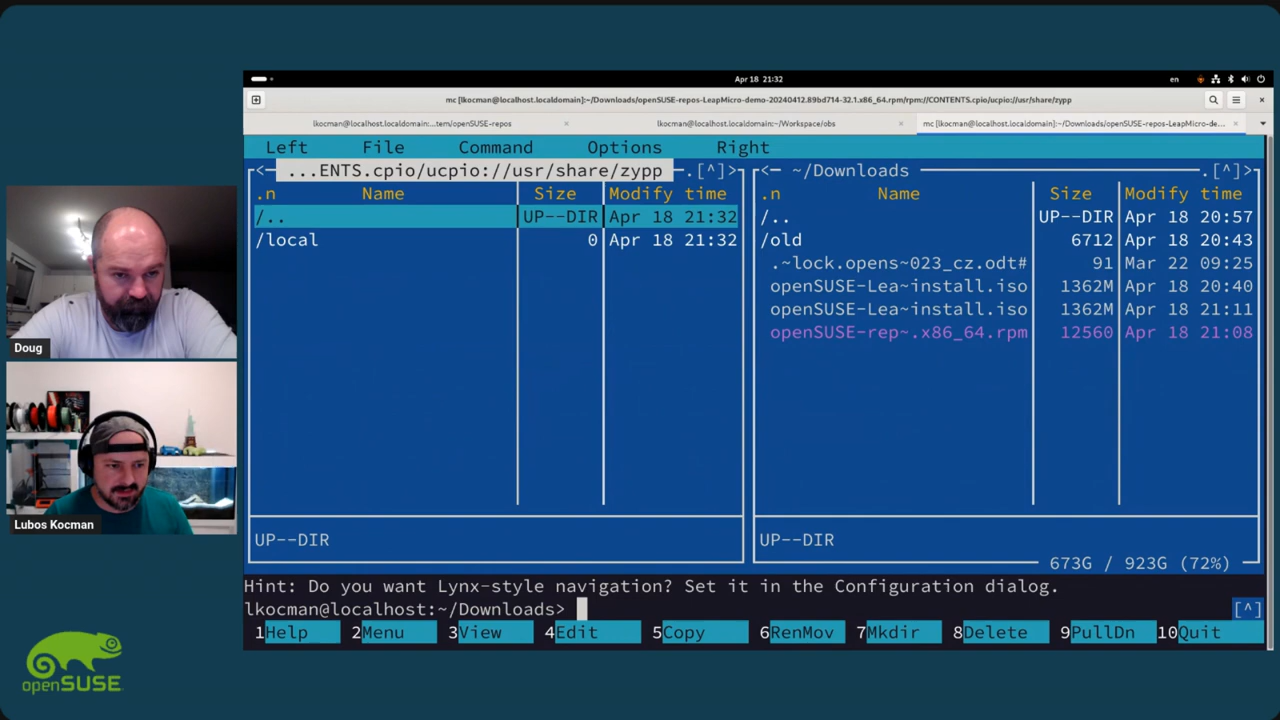 Apr 18 21:32
en
mc [lkocman@localhost.localdomain]:~/Downloads/openSUSE-repos-LeapMicro-demo-20240412.89bd714-32.1.x86_64.rpm/rpm://CONTENTS.cpio/ucpio://usr/share/zypp
lkocman@localhost.localdomain:...tem/openSUSE-repos ×
lkocman@localhost.localdomain:~/Workspace/obs ×
mc [lkocman@localhost.localdomain]:~/Downloads/openSUSE-repos-LeapMicro-de... ×
Left File Command Options Right
<─ ...ENTS.cpio/ucpio://usr/share/zypp ─.[^]>
.n Name Size Modify time
/.. UP--DIR Apr 18 21:32
/local 0 Apr 18 21:32
UP--DIR
<─ ~/Downloads .[^]>
.n Name Size Modify time
/.. UP--DIR Apr 18 20:57
/old 6712 Apr 18 20:43
.~lock.opens~023_cz.odt# 91 Mar 22 09:25
openSUSE-Lea~install.iso 1362M Apr 18 20:40
openSUSE-Lea~install.iso 1362M Apr 18 21:11
openSUSE-rep~.x86_64.rpm 12560 Apr 18 21:08
UP--DIR
673G / 923G (72%)
Hint: Do you want Lynx-style navigation? Set it in the Configuration dialog.
lkocman@localhost:~/Downloads> [^]
1Help 2Menu 3View 4Edit 5Copy 6RenMov 7Mkdir 8Delete 9PullDn 10Quit
Doug
Lubos Kocman
openSUSE